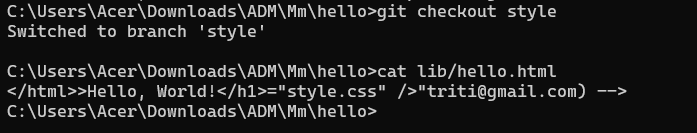 C:\Users\Acer\Downloads\ADM\Mm\hello>git checkout style
Switched to branch 'style'
C:\Users\Acer\Downloads\ADM\Mm\hello>cat lib/hello.html
</html>>Hello, World!</h1>="style.css" />"triti@gmail.com) -->
C:\Users\Acer\Downloads\ADM\Mm\hello>